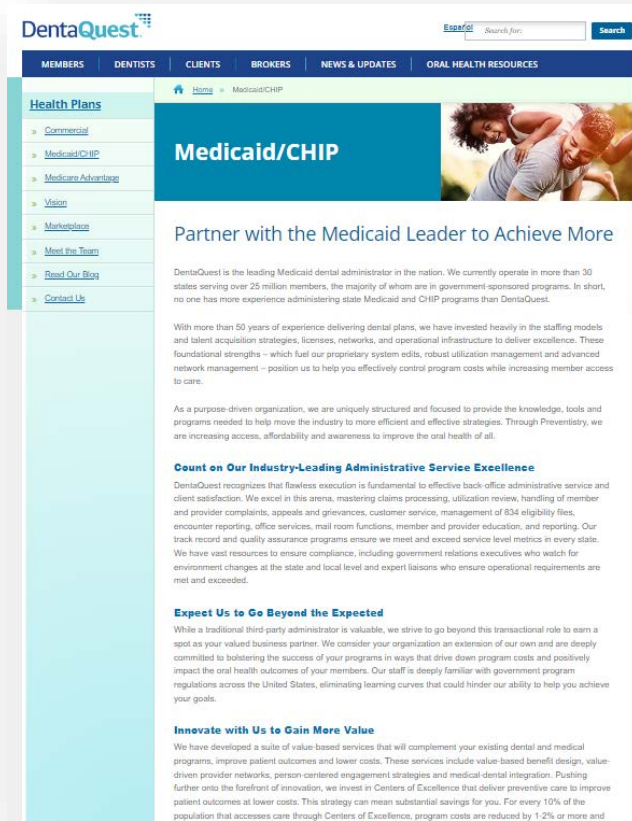 DentaQuest
Español
Search for:
Search
MEMBERS
DENTISTS
CLIENTS
BROKERS
NEWS & UPDATES
ORAL HEALTH RESOURCES
Home » Medicaid/CHIP
Health Plans
» Commercial
» Medicaid/CHIP
» Medicare Advantage
» Vision
» Marketplace
» Meet the Team
» Read Our Blog
» Contact Us
Medicaid/CHIP
Partner with the Medicaid Leader to Achieve More
DentaQuest is the leading Medicaid dental administrator in the nation. We currently operate in more than 30
states serving over 25 million members, the majority of whom are in government-sponsored programs. In short,
no one has more experience administering state Medicaid and CHIP programs than DentaQuest.
With more than 50 years of experience delivering dental plans, we have invested heavily in the staffing models
and talent acquisition strategies, licenses, networks, and operational infrastructure to deliver excellence. These
foundational strengths – which fuel our proprietary system edits, robust utilization management and advanced
network management – position us to help you effectively control program costs while increasing member access
to care.
As a purpose-driven organization, we are uniquely structured and focused to provide the knowledge, tools and
programs needed to help move the industry to more efficient and effective strategies. Through Preventistry, we
are increasing access, affordability and awareness to improve the oral health of all.
Count on Our Industry-Leading Administrative Service Excellence
DentaQuest recognizes that flawless execution is fundamental to effective back-office administrative service and
client satisfaction. We excel in this arena, mastering claims processing, utilization review, handling of member
and provider complaints, appeals and grievances, customer service, management of 834 eligibility files,
encounter reporting, office services, mail room functions, member and provider education, and reporting. Our
track record and quality assurance programs ensure we meet and exceed service level metrics in every state.
We have vast resources to ensure compliance, including government relations executives who watch for
environment changes at the state and local level and expert liaisons who ensure operational requirements are
met and exceeded.
Expect Us to Go Beyond the Expected
While a traditional third-party administrator is valuable, we strive to go beyond this transactional role to earn a
spot as your valued business partner. We consider your organization an extension of our own and are deeply
committed to bolstering the success of your programs in ways that drive down program costs and positively
impact the oral health outcomes of your members. Our staff is deeply familiar with government program
regulations across the United States, eliminating learning curves that could hinder our ability to help you achieve
your goals.
Innovate with Us to Gain More Value
We have developed a suite of value-based services that will complement your existing dental and medical
programs, improve patient outcomes and lower costs. These services include value-based benefit design, value-
driven provider networks, person-centered engagement strategies and medical-dental integration. Pushing
further onto the forefront of innovation, we invest in Centers of Excellence that deliver preventive care to improve
patient outcomes at lower costs. This strategy can mean substantial savings for you. For every 10% of the
population that accesses care through Centers of Excellence, program costs are reduced by 1-2% or more and